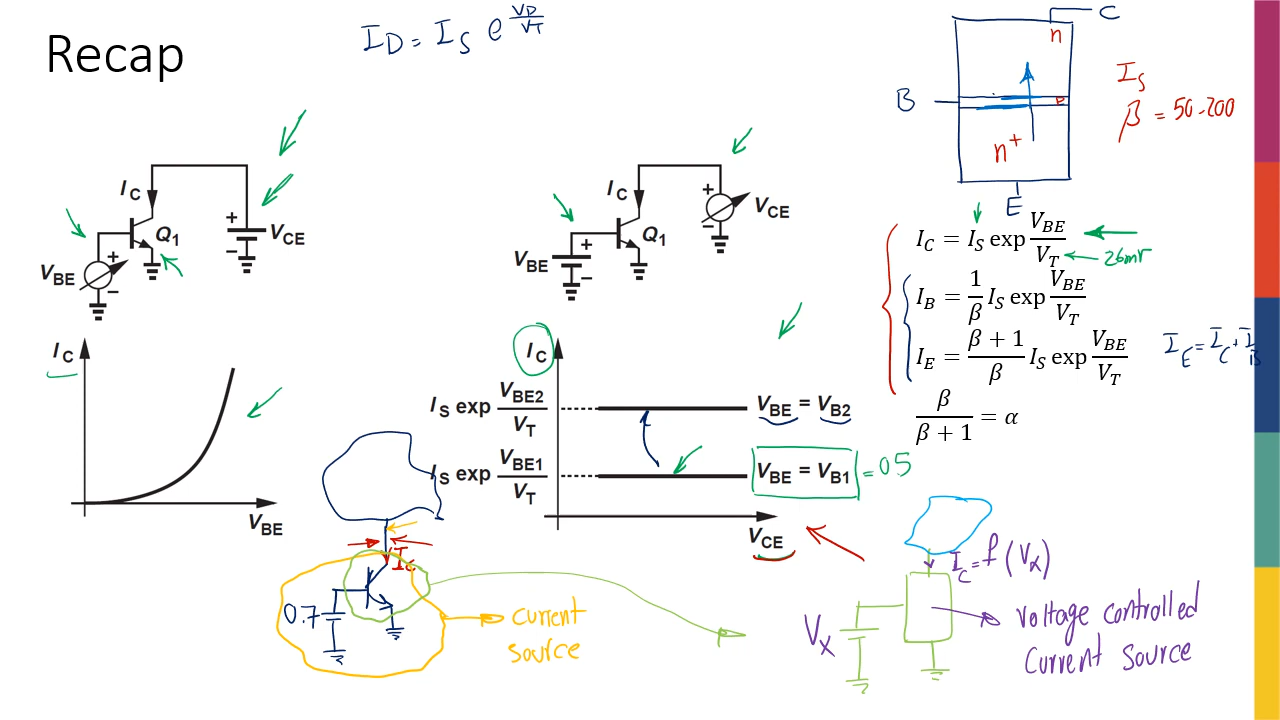 Recap
I_D = I_S e^(V_D/V_T)
C
n
B
P
n+
E
I_S
β = 50-200
I_C
Q_1
+
−
V_CE
V_BE
+
−
I_C
Q_1
+
−
V_CE
V_BE
+
−
I_C = I_S exp V_BE/V_T
26mV
I_B = 1/β I_S exp V_BE/V_T
I_E = β + 1/β I_S exp V_BE/V_T
I_E = I_C + I_B
β/β + 1 = α
I_C
V_BE
I_C
I_S exp V_BE2/V_T
V_BE = V_B2
I_S exp V_BE1/V_T
V_BE = V_B1 = 0.5
V_CE
I_C
0.7
current
source
I_C = f(V_x)
V_x
Voltage controlled
Current Source